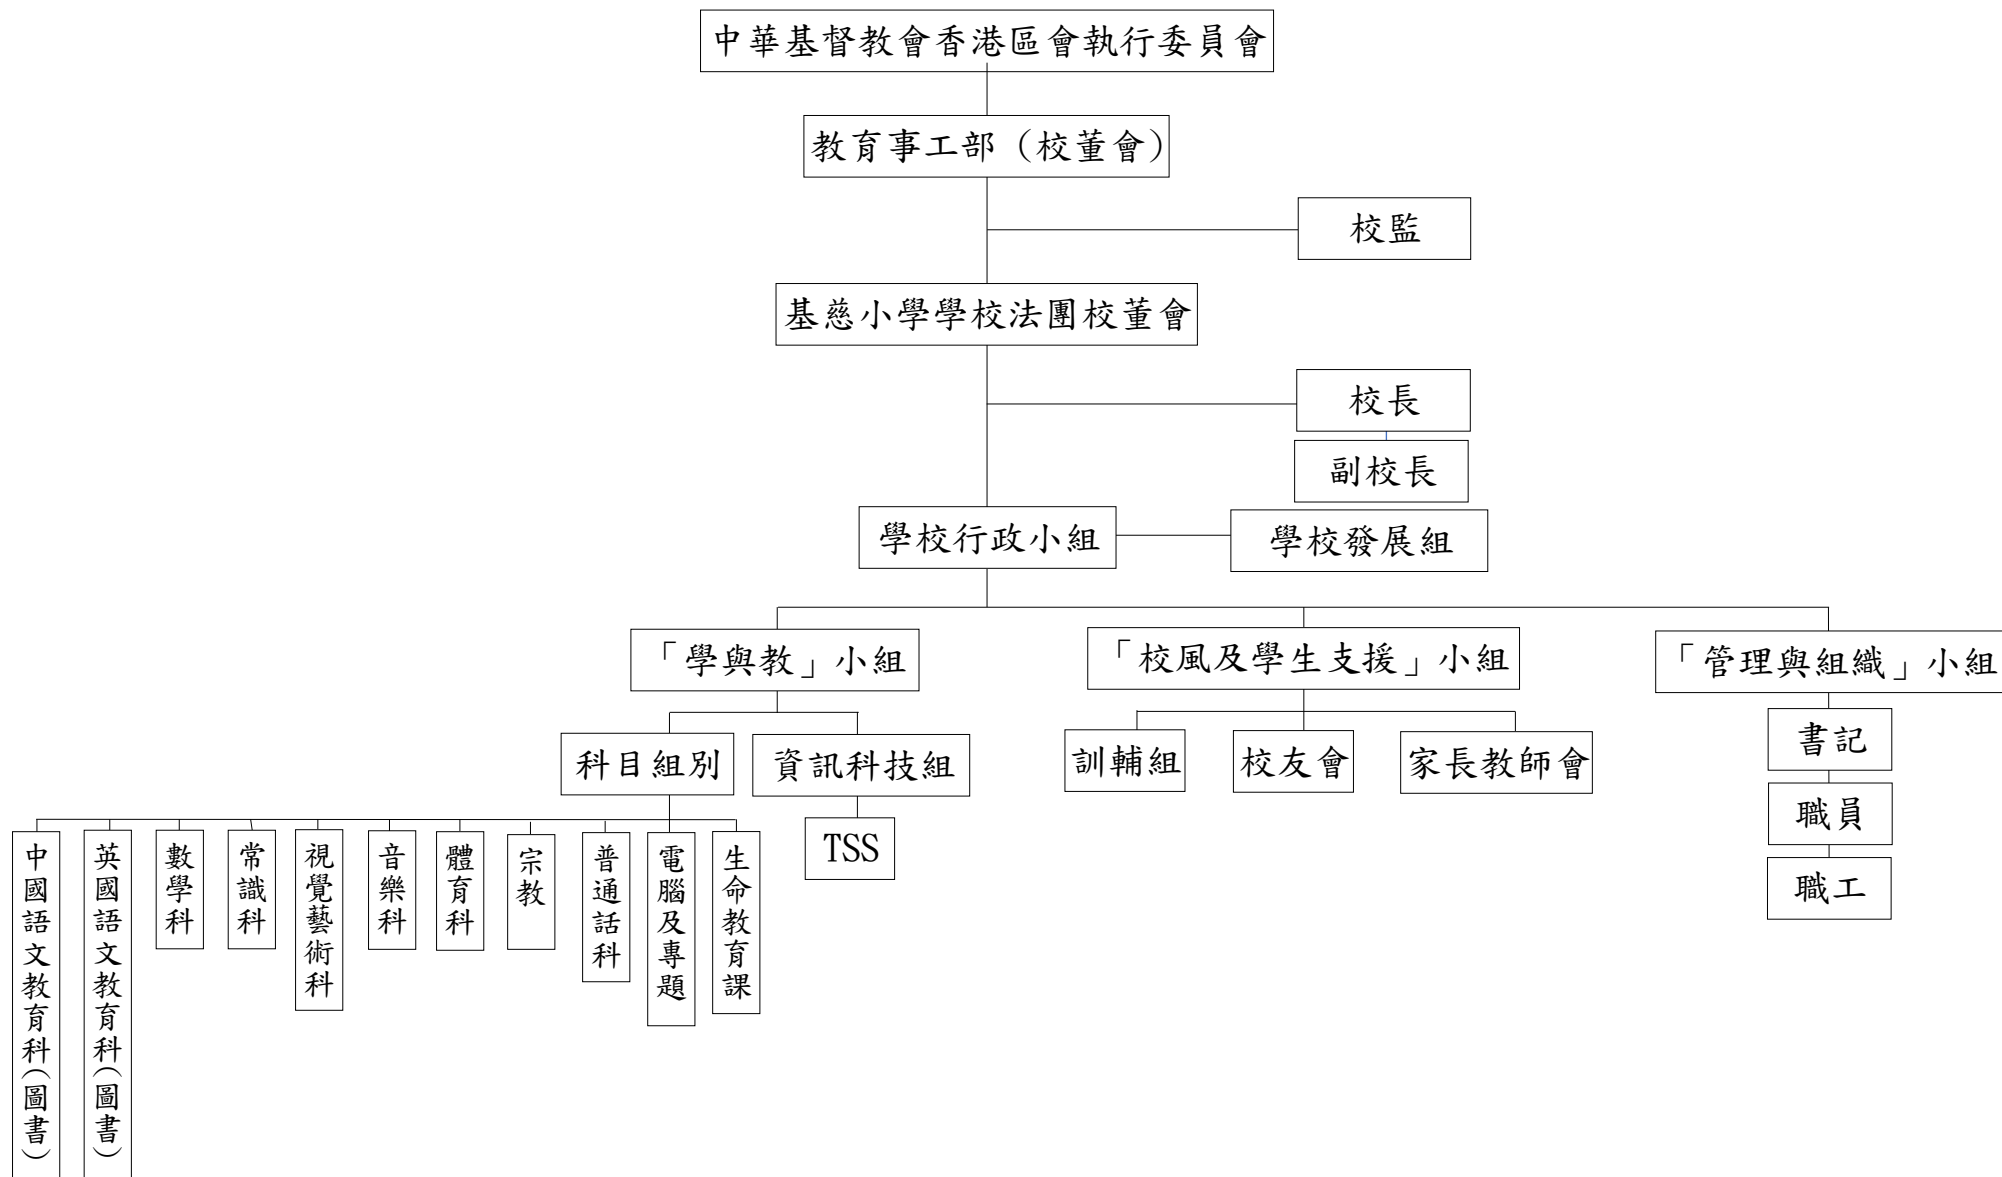 中華基督教會香港區會執行委員會
教育事工部（校董會）
校監
基慈小學學校法團校董會
校長
副校長
學校行政小組
學校發展組
「學與教」小組
「校風及學生支援」小組
「管理與組織」小組
科目組別
資訊科技組
訓輔組
校友會
家長教師會
書記
職員
職工
TSS
中國語文教育科(圖書)
英國語文教育科(圖書)
數學科
常識科
視覺藝術科
音樂科
體育科
宗教
普通話科
電腦及專題
生命教育課